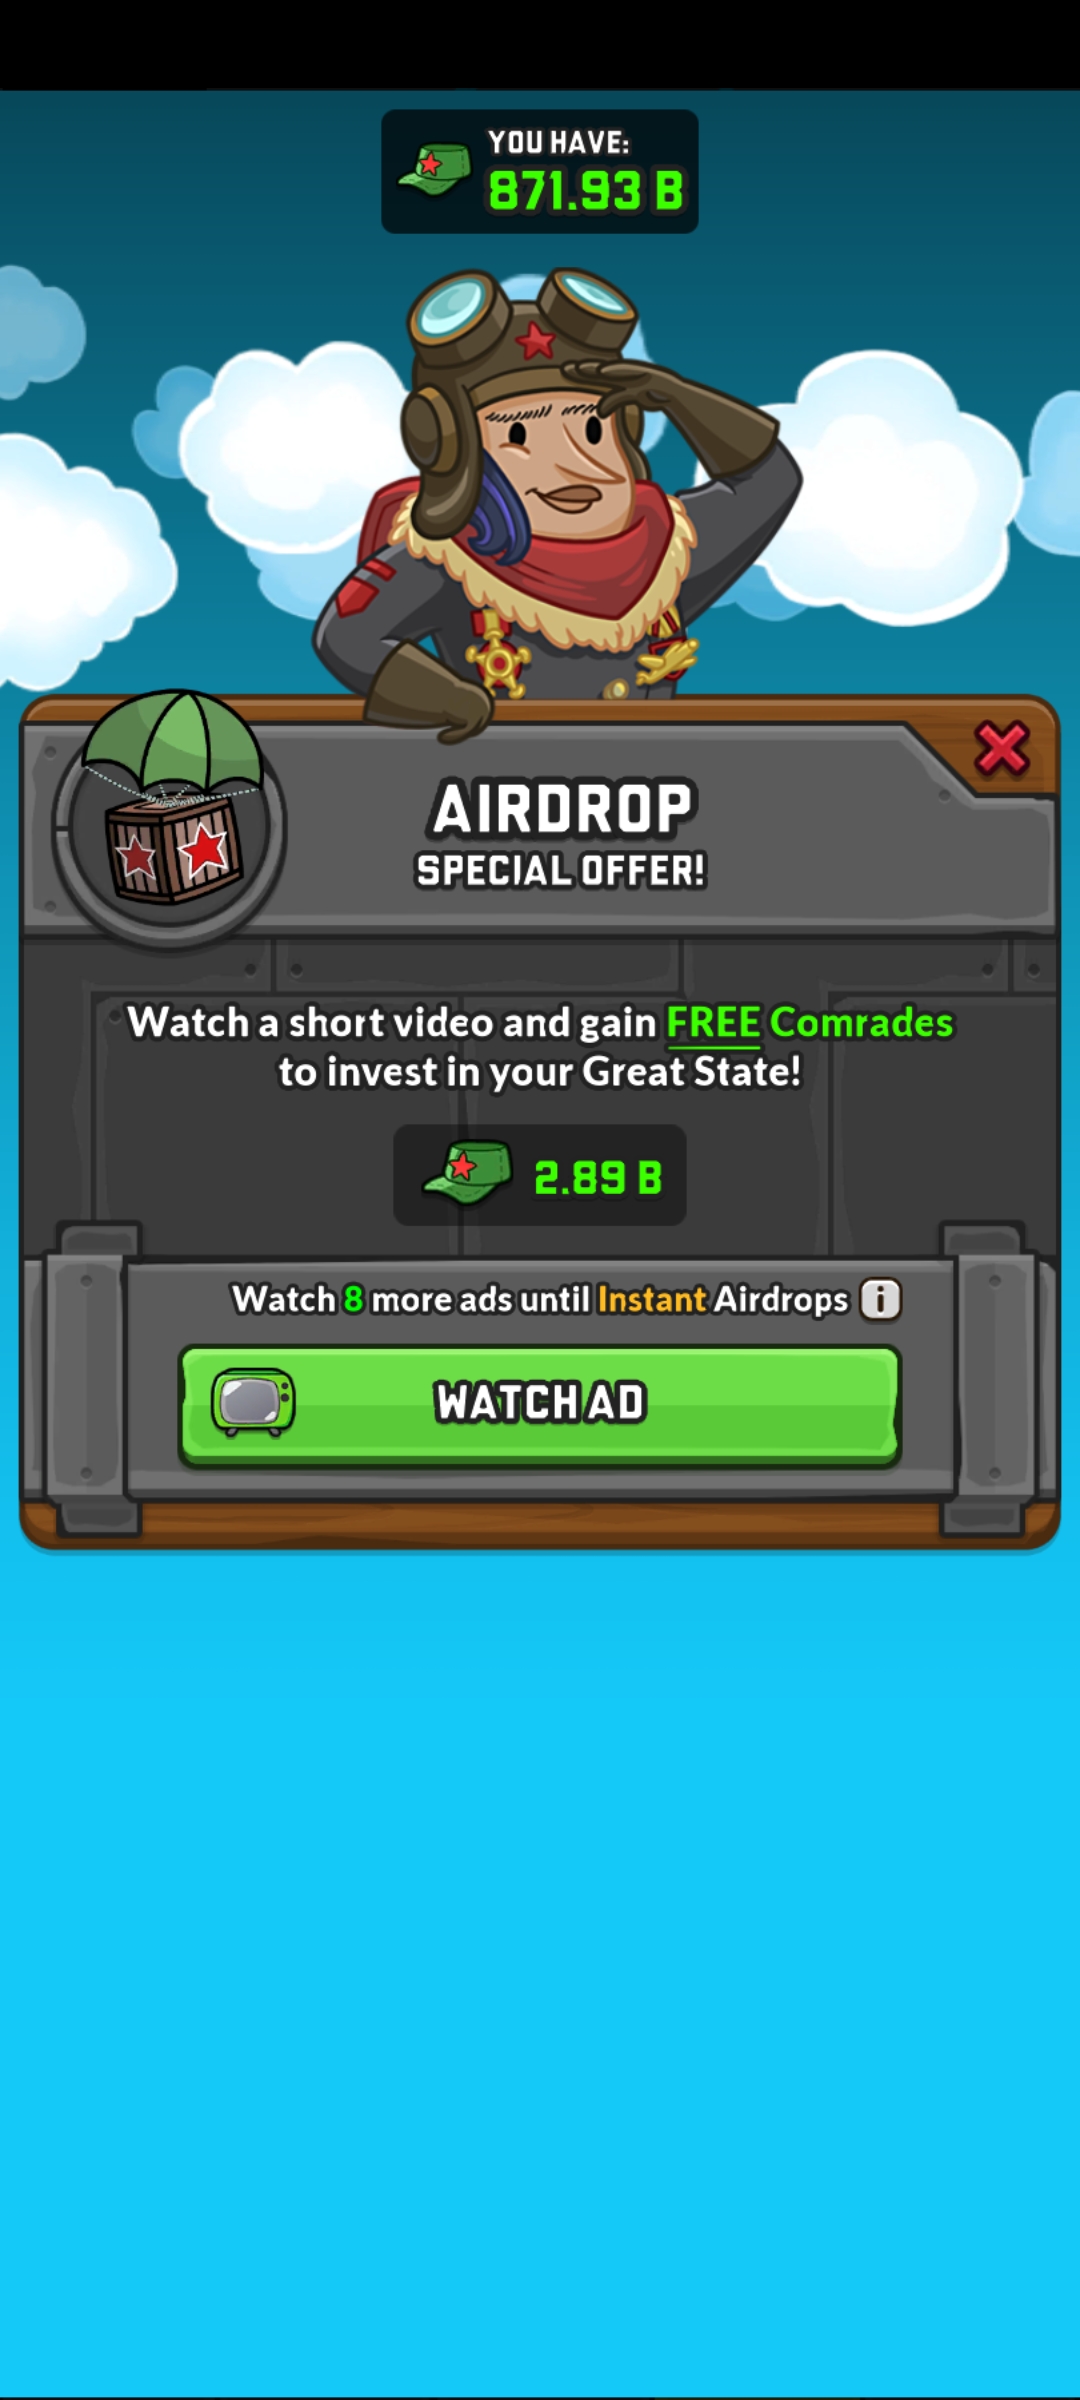 YOU HAVE:
871.93 B
AIRDROP
SPECIAL OFFER!
Watch a short video and gain FREE Comrades
to invest in your Great State!
2.89 B
Watch 8 more ads until Instant Airdrops i
WATCH AD